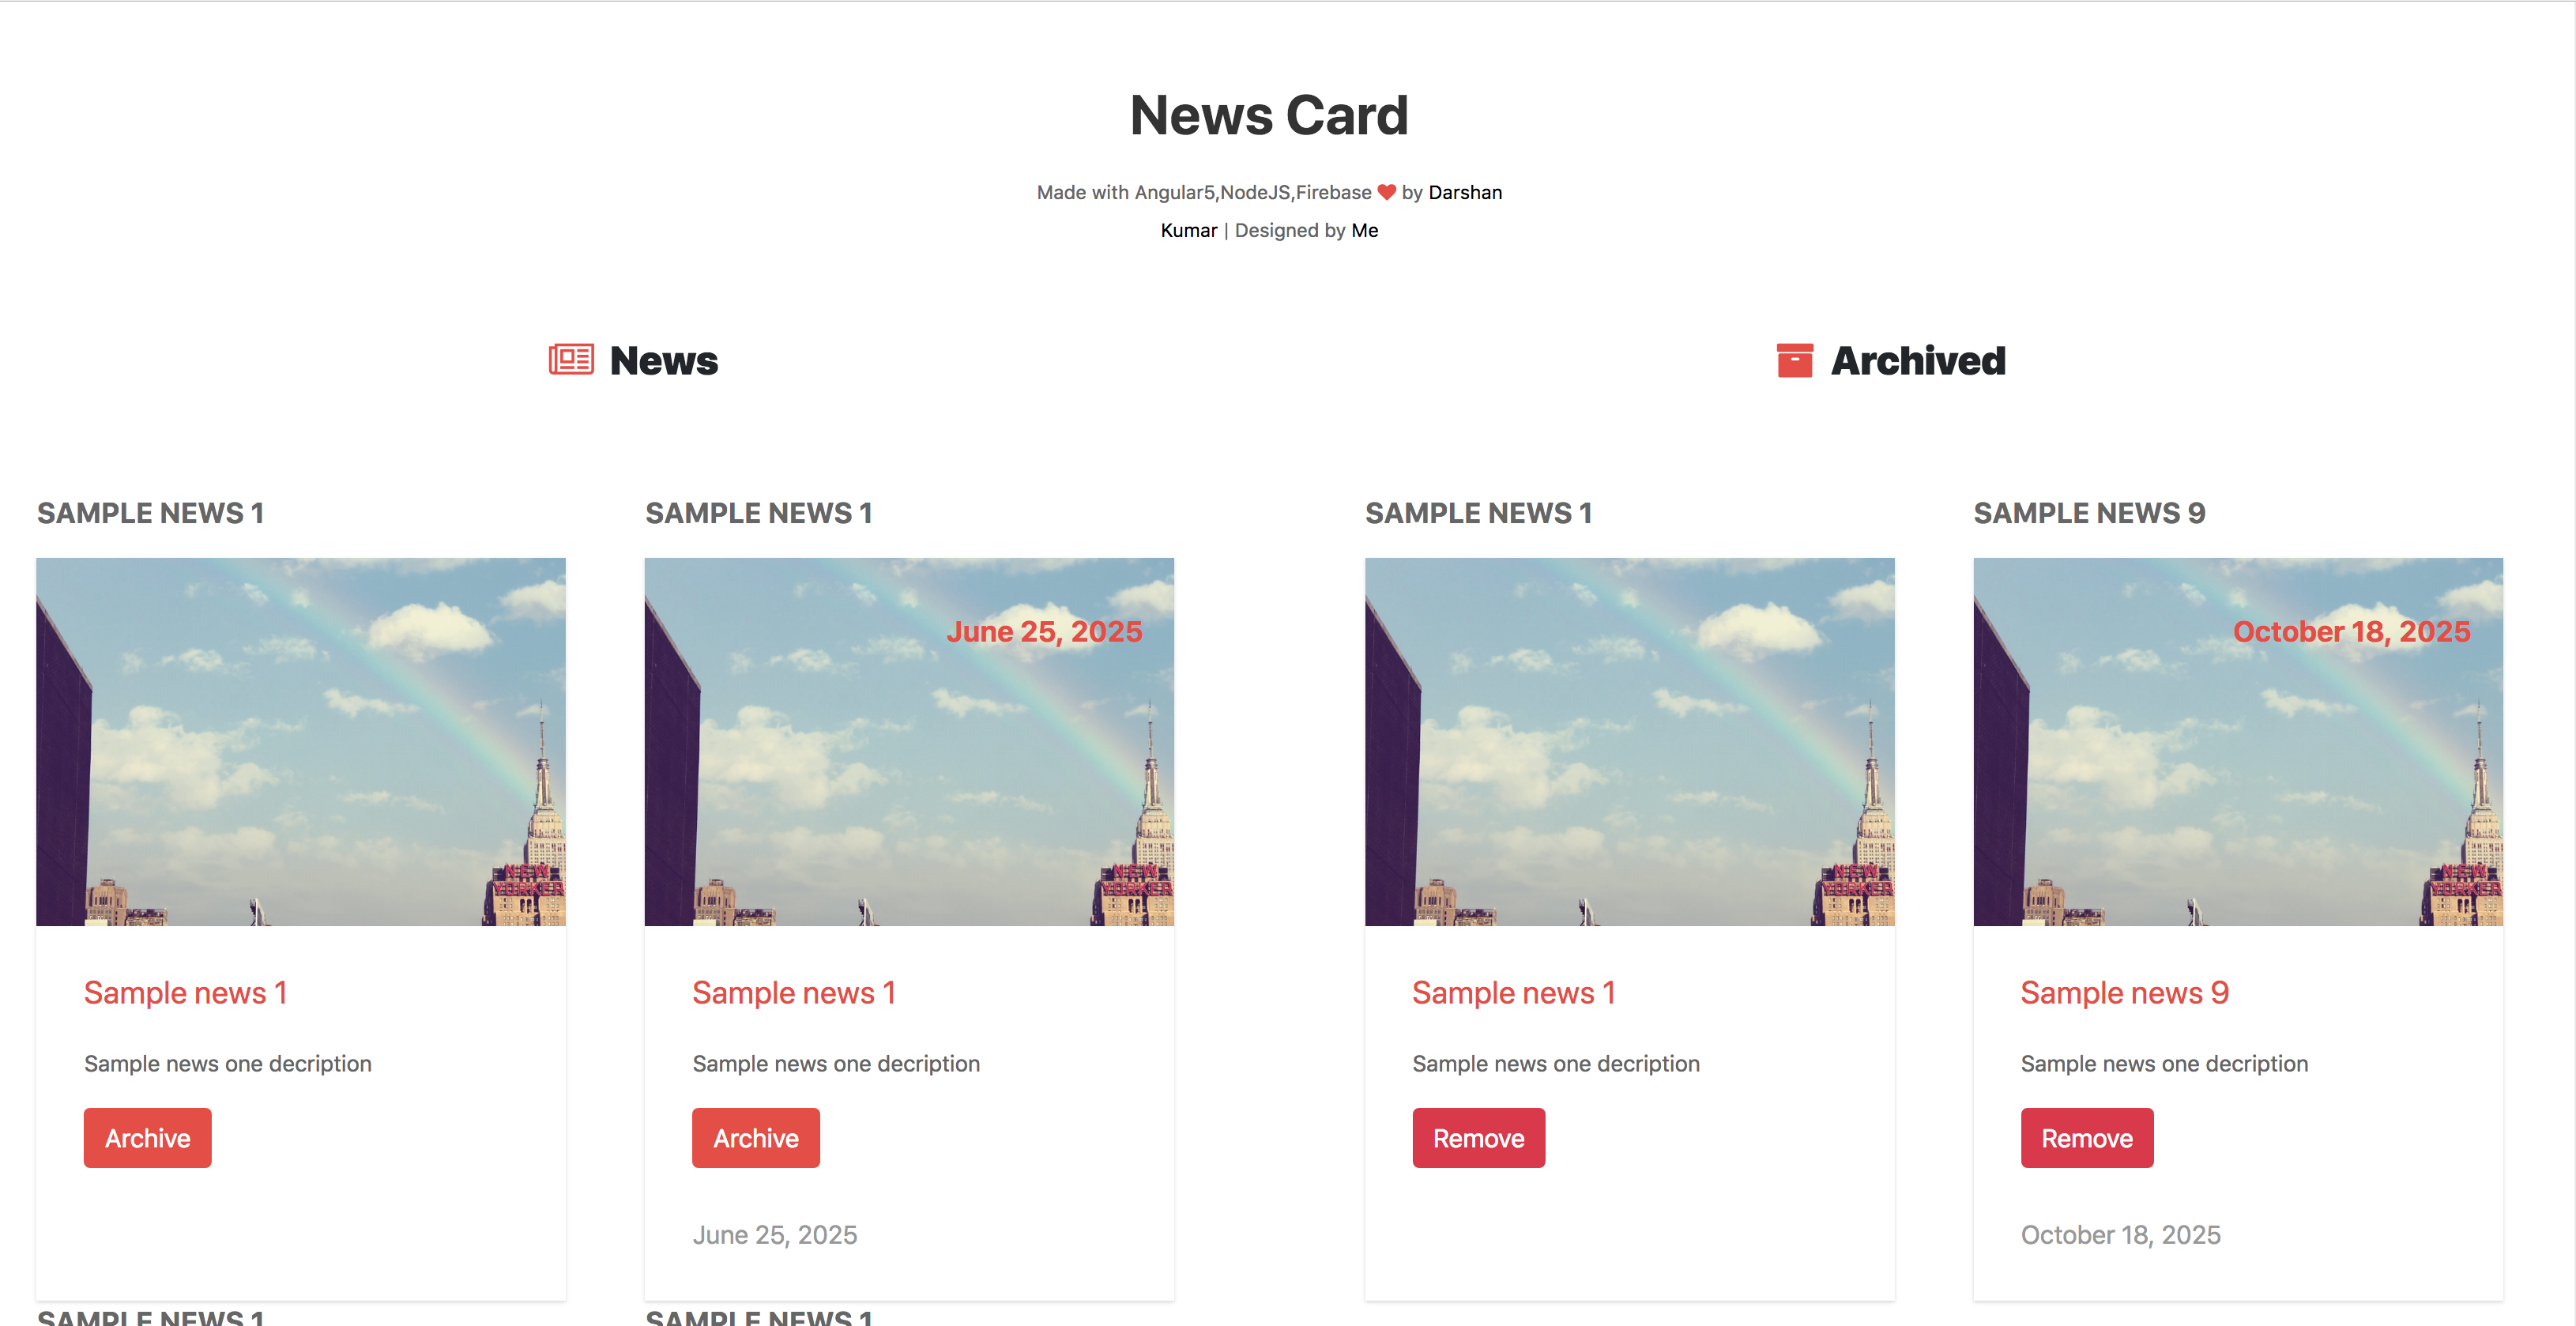 News Card
Made with Angular5,NodeJS,Firebase ❤ by Darshan
Kumar | Designed by Me
News
Archived
SAMPLE NEWS 1
SAMPLE NEWS 1
SAMPLE NEWS 1
SAMPLE NEWS 9
June 25, 2025
October 18, 2025
NEW
YORKER
NEW
YORKER
NEW
YORKER
NEW
YORKER
Sample news 1
Sample news 1
Sample news 1
Sample news 9
Sample news one decription
Sample news one decription
Sample news one decription
Sample news one decription
Archive
Archive
Remove
Remove
June 25, 2025
October 18, 2025
SAMPLE NEWS 1
SAMPLE NEWS 1